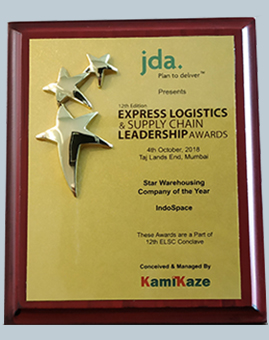 jda.
Plan to deliver™
Presents
12th Edition
EXPRESS LOGISTICS
& SUPPLY CHAIN
LEADERSHIP AWARDS
4th October, 2018
Taj Lands End, Mumbai
Star Warehousing
Company of the Year
IndoSpace
These Awards are a Part of
12th ELSC Conclave
Conceived & Managed By
KamiKaze